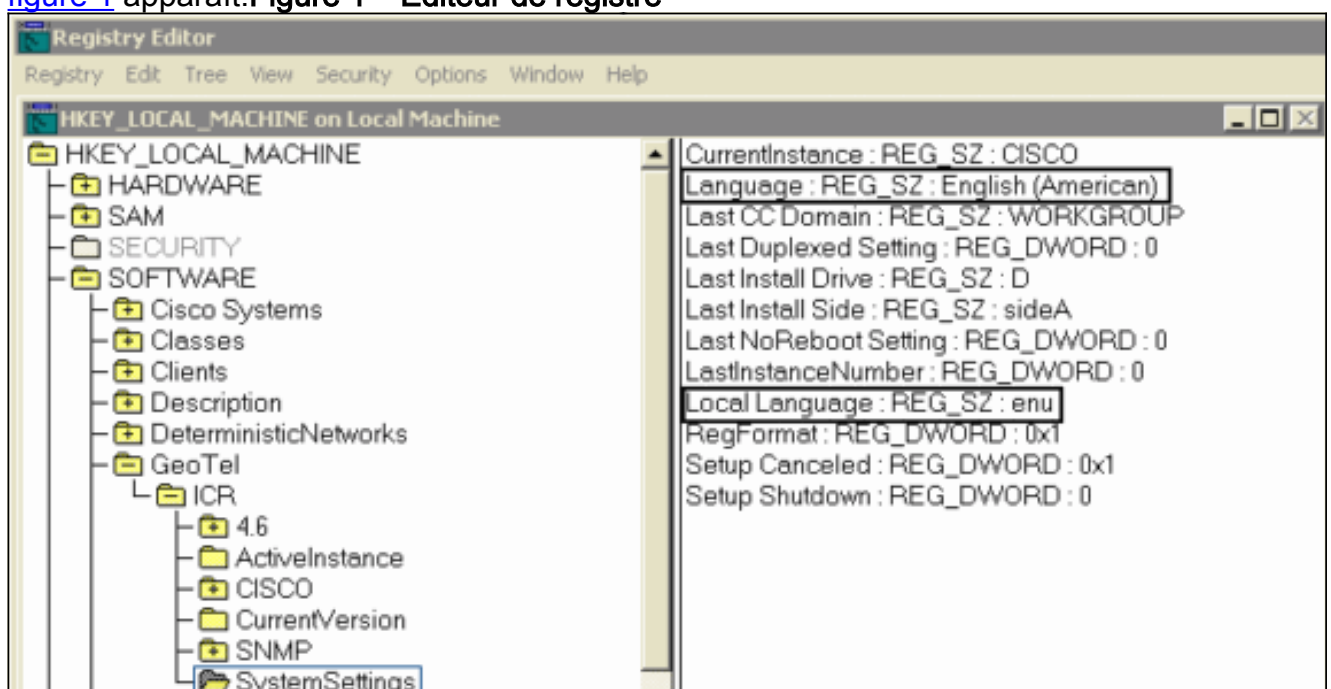 figure 1 apparaît.Figure 1 – Éditeur de registre
Registry Editor
Registry Edit Tree View Security Options Window Help
HKEY_LOCAL_MACHINE on Local Machine
HKEY_LOCAL_MACHINE
HARDWARE
SAM
SECURITY
SOFTWARE
Cisco Systems
Classes
Clients
Description
DeterministicNetworks
GeoTel
ICR
4.6
ActiveInstance
CISCO
CurrentVersion
SNMP
SystemSettings
CurrentInstance : REG_SZ : CISCO
Language : REG_SZ : English (American)
Last CC Domain : REG_SZ : WORKGROUP
Last Duplexed Setting : REG_DWORD : 0
Last Install Drive : REG_SZ : D
Last Install Side : REG_SZ : sideA
Last NoReboot Setting : REG_DWORD : 0
LastInstanceNumber : REG_DWORD : 0
Local Language : REG_SZ : enu
RegFormat : REG_DWORD : 0x1
Setup Canceled : REG_DWORD : 0x1
Setup Shutdown : REG_DWORD : 0